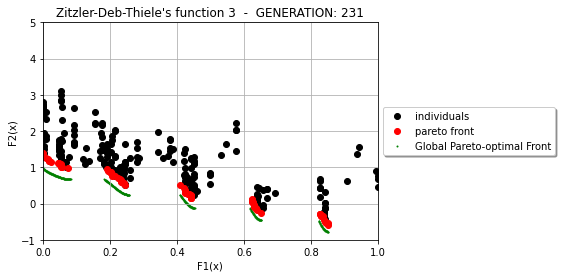 Zitzler-Deb-Thiele's function 3 - GENERATION: 231
5
4
3
2
1
0
−1
F2(x)
0.0 0.2 0.4 0.6 0.8 1.0
F1(x)
individuals
pareto front
Global Pareto-optimal Front